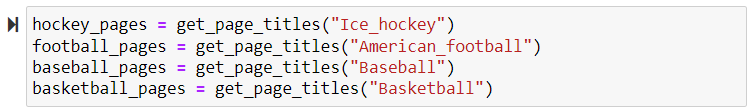 hockey_pages = get_page_titles("Ice_hockey")
football_pages = get_page_titles("American_football")
baseball_pages = get_page_titles("Baseball")
basketball_pages = get_page_titles("Basketball")